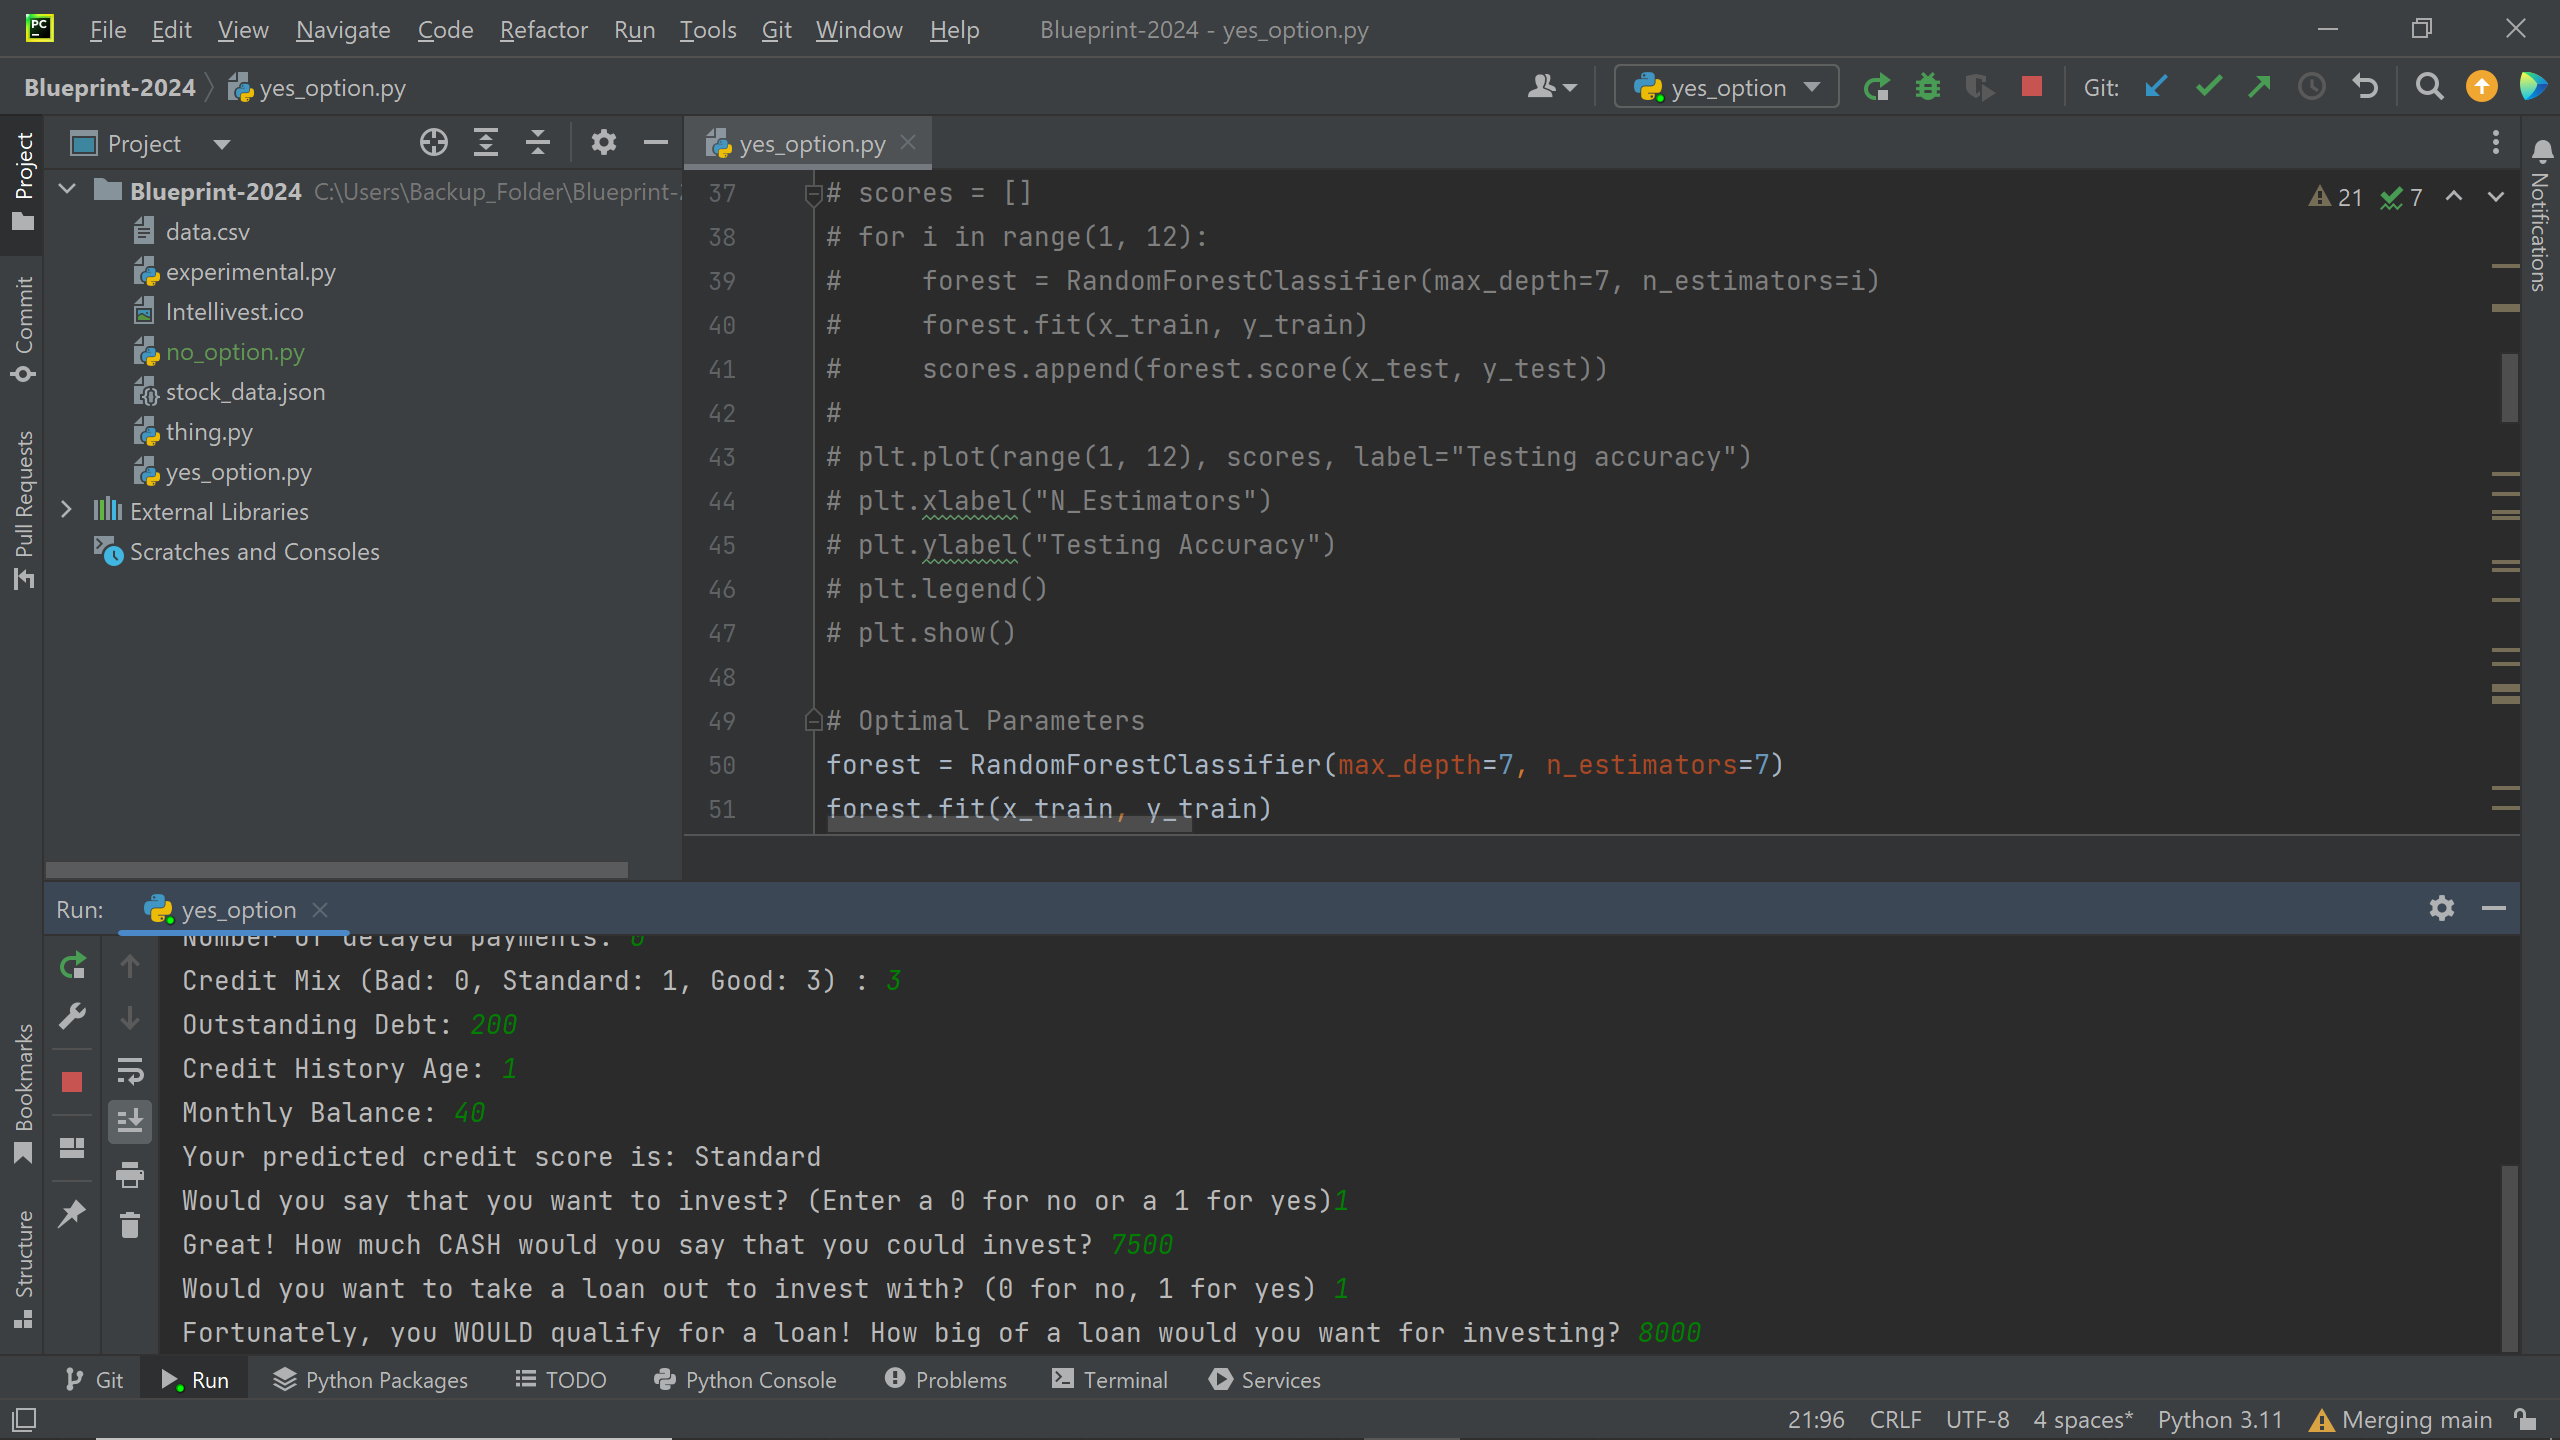 File Edit View Navigate Code Refactor Run Tools Git Window Help Blueprint-2024 - yes_option.py
Blueprint-2024 yes_option.py yes_option Git:
Project
yes_option.py
Project
Commit
Pull Requests
Bookmarks
Structure
Notifications
Blueprint-2024 C:\Users\Backup_Folder\Blueprint-
data.csv
experimental.py
Intellivest.ico
no_option.py
stock_data.json
thing.py
yes_option.py
External Libraries
Scratches and Consoles
21 7
37 # scores = []
38 # for i in range(1, 12):
39 #     forest = RandomForestClassifier(max_depth=7, n_estimators=i)
40 #     forest.fit(x_train, y_train)
41 #     scores.append(forest.score(x_test, y_test))
42 #
43 # plt.plot(range(1, 12), scores, label="Testing accuracy")
44 # plt.xlabel("N_Estimators")
45 # plt.ylabel("Testing Accuracy")
46 # plt.legend()
47 # plt.show()
48
49 # Optimal Parameters
50 forest = RandomForestClassifier(max_depth=7, n_estimators=7)
51 forest.fit(x_train, y_train)
Run: yes_option
Number of delayed payments: 0
Credit Mix (Bad: 0, Standard: 1, Good: 3) : 3
Outstanding Debt: 200
Credit History Age: 1
Monthly Balance: 40
Your predicted credit score is: Standard
Would you say that you want to invest? (Enter a 0 for no or a 1 for yes)1
Great! How much CASH would you say that you could invest? 7500
Would you want to take a loan out to invest with? (0 for no, 1 for yes) 1
Fortunately, you WOULD qualify for a loan! How big of a loan would you want for investing? 8000
Git Run Python Packages TODO Python Console Problems Terminal Services
21:96 CRLF UTF-8 4 spaces* Python 3.11 Merging main